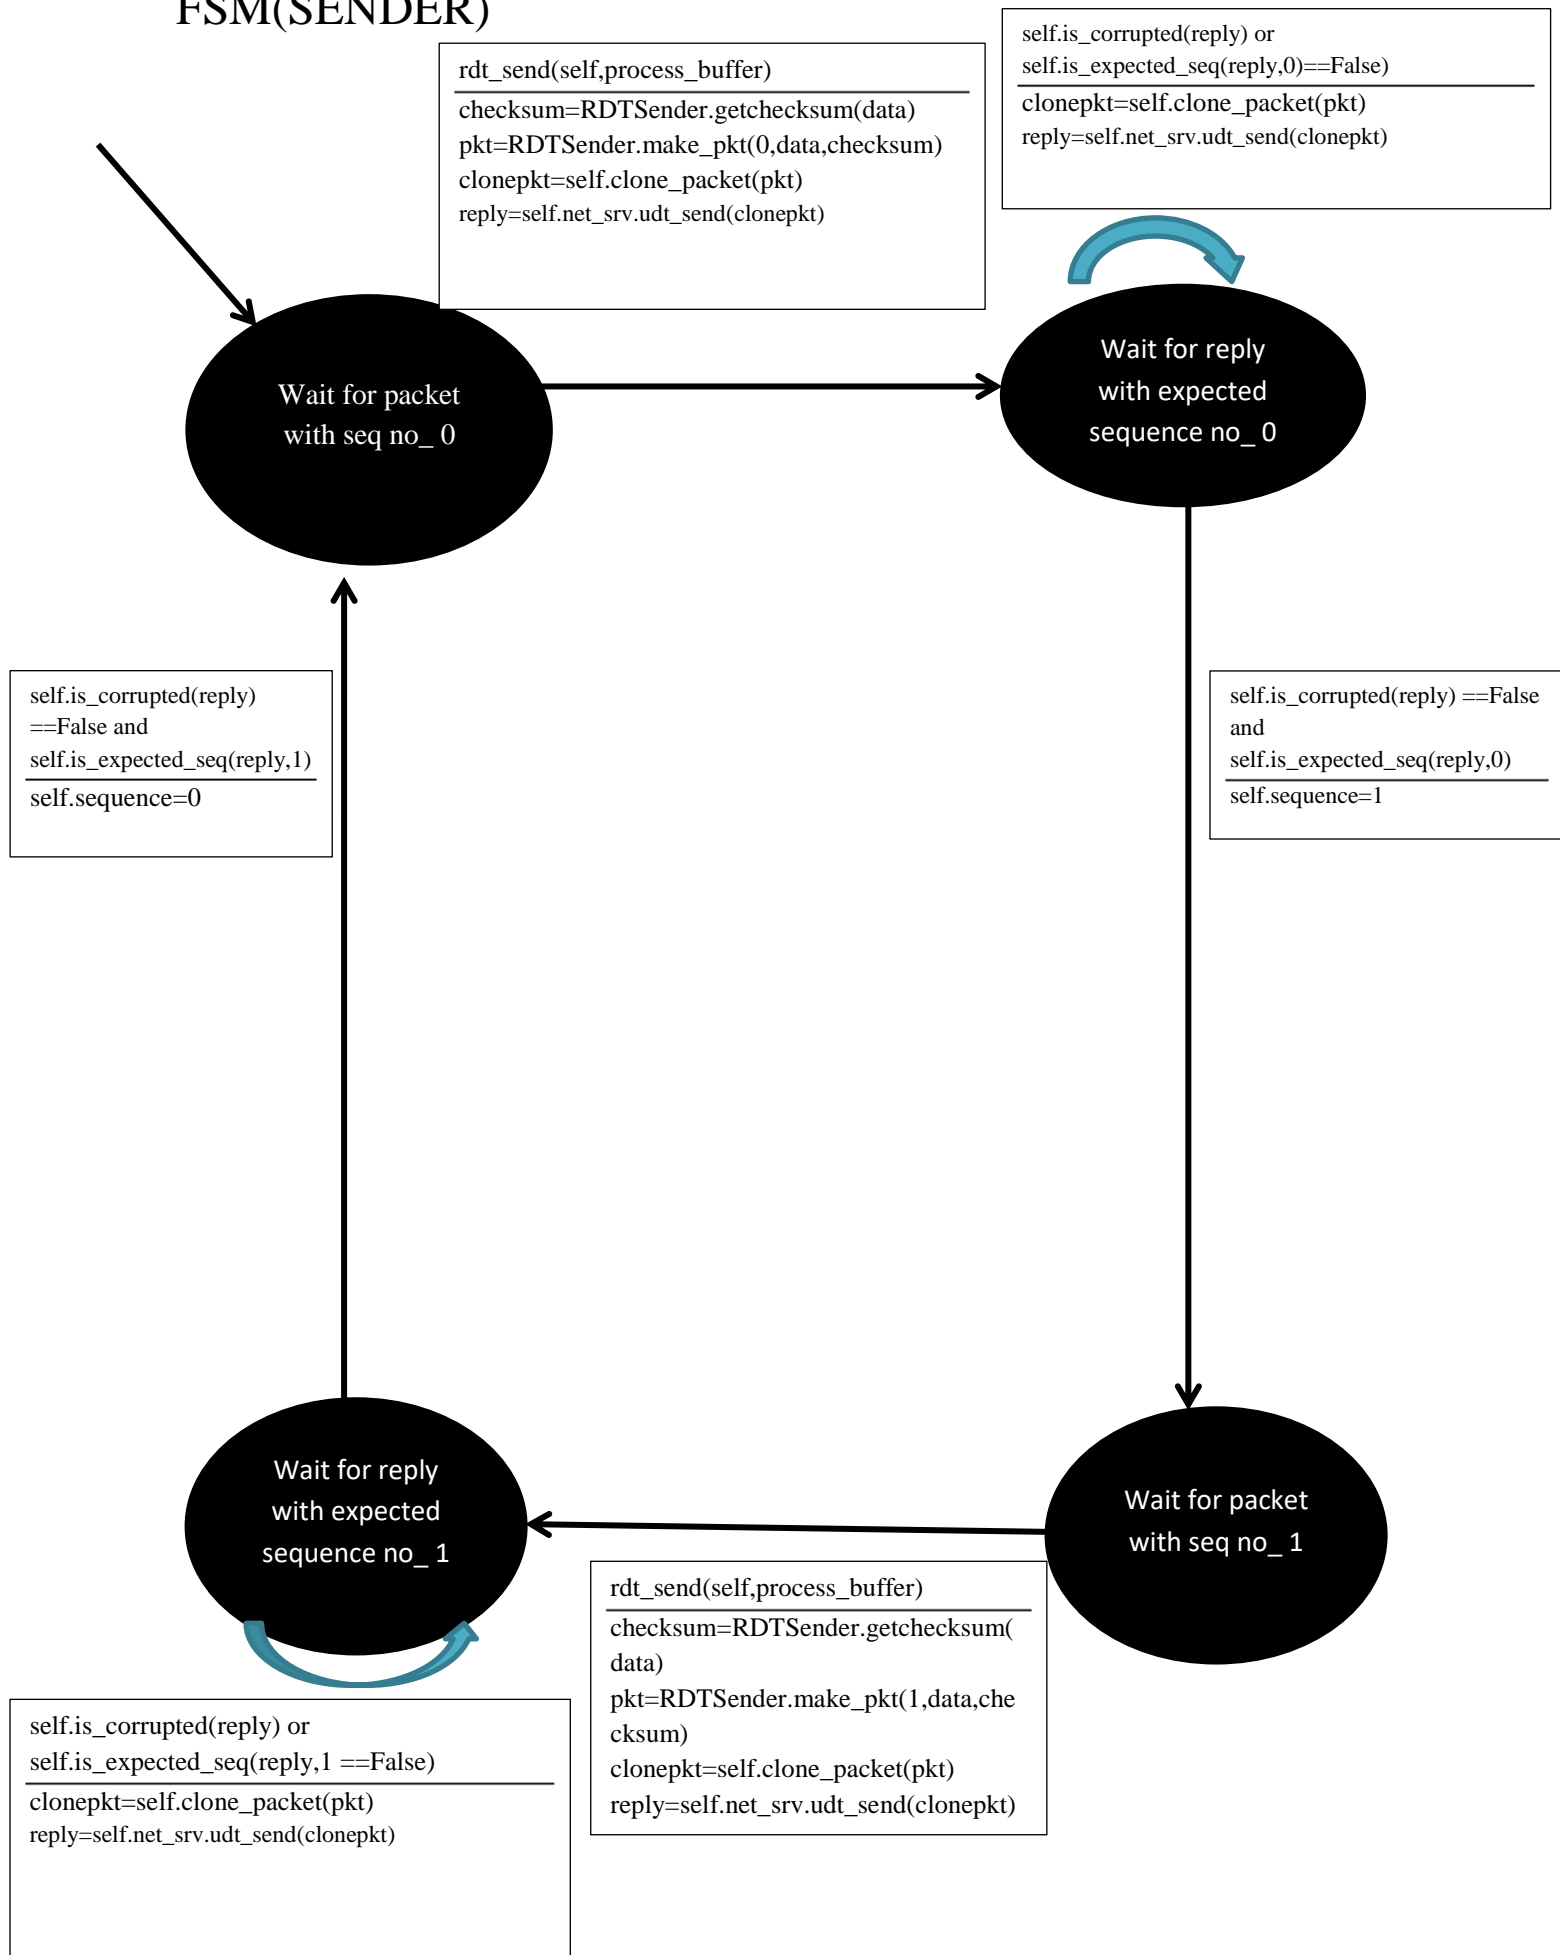 FSM(SENDER)
rdt_send(self,process_buffer)
checksum=RDTSender.getchecksum(data)
pkt=RDTSender.make_pkt(0,data,checksum)
clonepkt=self.clone_packet(pkt)
reply=self.net_srv.udt_send(clonepkt)
self.is_corrupted(reply) or
self.is_expected_seq(reply,0)==False)
clonepkt=self.clone_packet(pkt)
reply=self.net_srv.udt_send(clonepkt)
Wait for packet
with seq no_ 0
Wait for reply
with expected
sequence no_ 0
self.is_corrupted(reply)
==False and
self.is_expected_seq(reply,1)
self.sequence=0
self.is_corrupted(reply) ==False
and
self.is_expected_seq(reply,0)
self.sequence=1
Wait for reply
with expected
sequence no_ 1
Wait for packet
with seq no_ 1
rdt_send(self,process_buffer)
checksum=RDTSender.getchecksum(
data)
pkt=RDTSender.make_pkt(1,data,che
cksum)
clonepkt=self.clone_packet(pkt)
reply=self.net_srv.udt_send(clonepkt)
self.is_corrupted(reply) or
self.is_expected_seq(reply,1 ==False)
clonepkt=self.clone_packet(pkt)
reply=self.net_srv.udt_send(clonepkt)